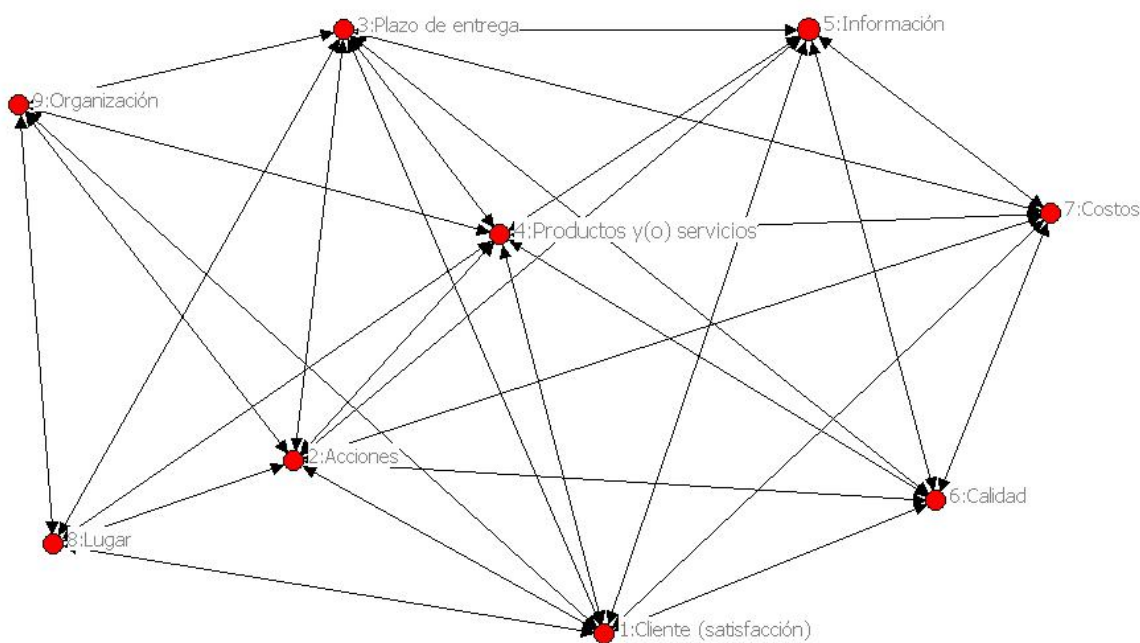 3:Plazo de entrega
5:Información
9:Organización
7:Costos
4:Productos y(o) servicios
2:Acciones
6:Calidad
8:Lugar
1:Cliente (satisfacción)